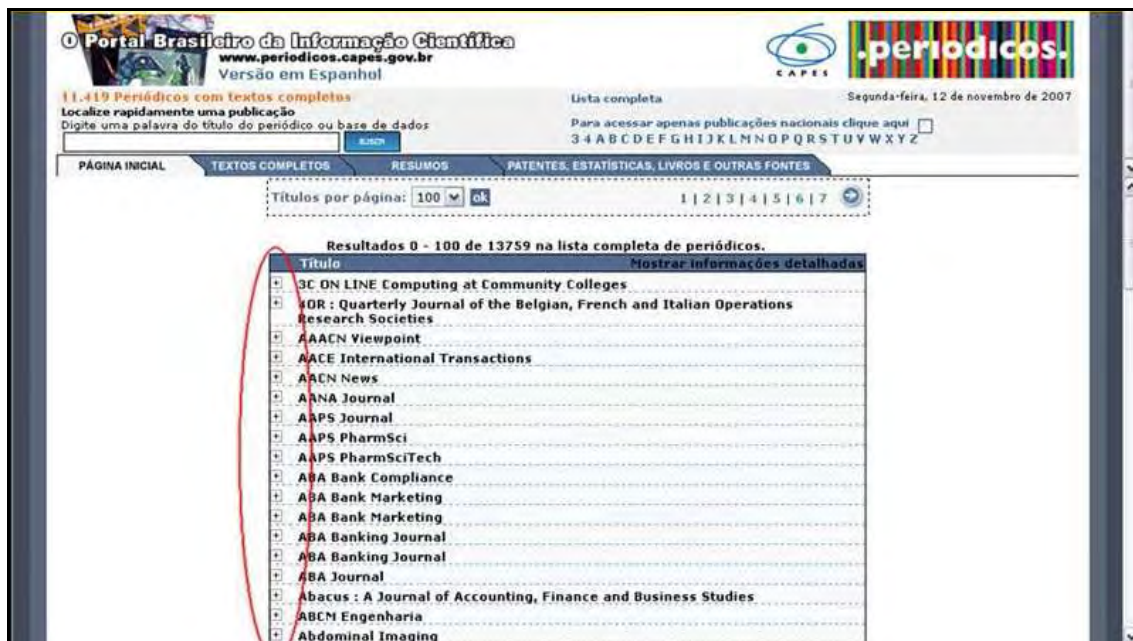 O Portal Brasileiro da Informação Científica
www.periodicos.capes.gov.br
Versão em Espanhol
CAPES
.periodicos.
11.419 Periódicos com textos completos
Localize rapidamente uma publicação
Digite uma palavra do título do periódico ou base de dados
BUSCA
Lista completa
Segunda-feira, 12 de novembro de 2007
Para acessar apenas publicações nacionais clique aqui
3 4 A B C D E F G H I J K L M N O P Q R S T U V W X Y Z
PÁGINA INICIAL TEXTOS COMPLETOS RESUMOS PATENTES, ESTATÍSTICAS, LIVROS E OUTRAS FONTES
Títulos por página: 100 ok 1 | 2 | 3 | 4 | 5 | 6 | 7
Resultados 0 - 100 de 13759 na lista completa de periódicos.
Título Mostrar informações detalhadas
3C ON LINE Computing at Community Colleges
4OR : Quarterly Journal of the Belgian, French and Italian Operations
Research Societies
AAACN Viewpoint
AACE International Transactions
AACN News
AANA Journal
AAPS Journal
AAPS PharmSci
AAPS PharmSciTech
ABA Bank Compliance
ABA Bank Marketing
ABA Bank Marketing
ABA Banking Journal
ABA Banking Journal
ABA Journal
Abacus : A Journal of Accounting, Finance and Business Studies
ABCM Engenharia
Abdominal Imaging